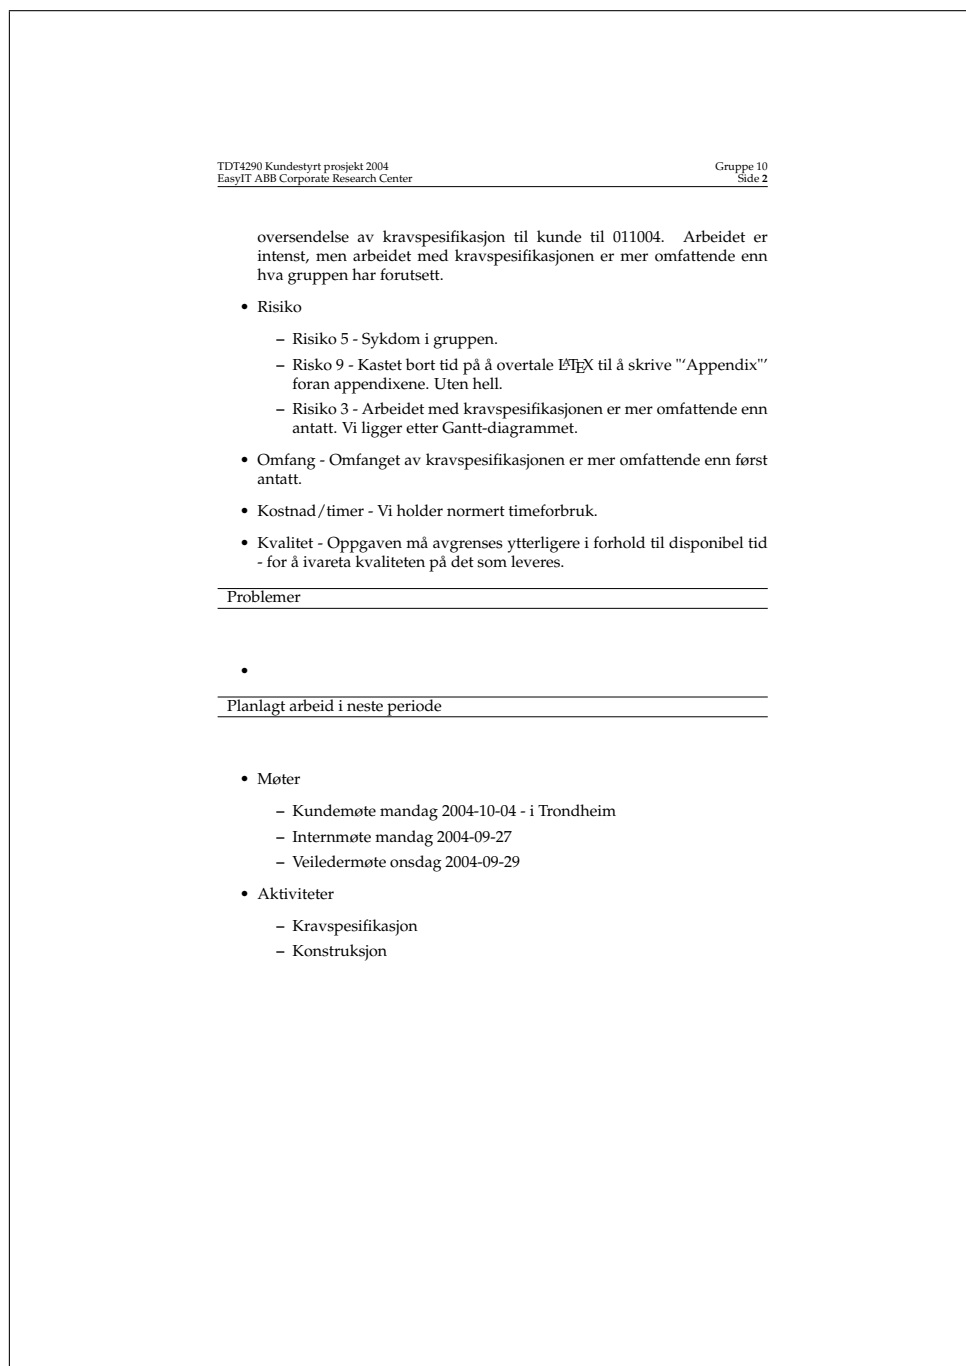 TDT4290 Kundestyrt prosjekt 2004 Gruppe 10
EasyIT ABB Corporate Research Center Side 2
oversendelse av kravspesifikasjon til kunde til 011004. Arbeidet er
intenst, men arbeidet med kravspesifikasjonen er mer omfattende enn
hva gruppen har forutsett.
• Risiko
– Risiko 5 - Sykdom i gruppen.
– Risko 9 - Kastet bort tid på å overtale LATEX til å skrive "'Appendix"'
foran appendixene. Uten hell.
– Risiko 3 - Arbeidet med kravspesifikasjonen er mer omfattende enn
antatt. Vi ligger etter Gantt-diagrammet.
• Omfang - Omfanget av kravspesifikasjonen er mer omfattende enn først
antatt.
• Kostnad/timer - Vi holder normert timeforbruk.
• Kvalitet - Oppgaven må avgrenses ytterligere i forhold til disponibel tid
- for å ivareta kvaliteten på det som leveres.
Problemer
•
Planlagt arbeid i neste periode
• Møter
– Kundemøte mandag 2004-10-04 - i Trondheim
– Internmøte mandag 2004-09-27
– Veiledermøte onsdag 2004-09-29
• Aktiviteter
– Kravspesifikasjon
– Konstruksjon